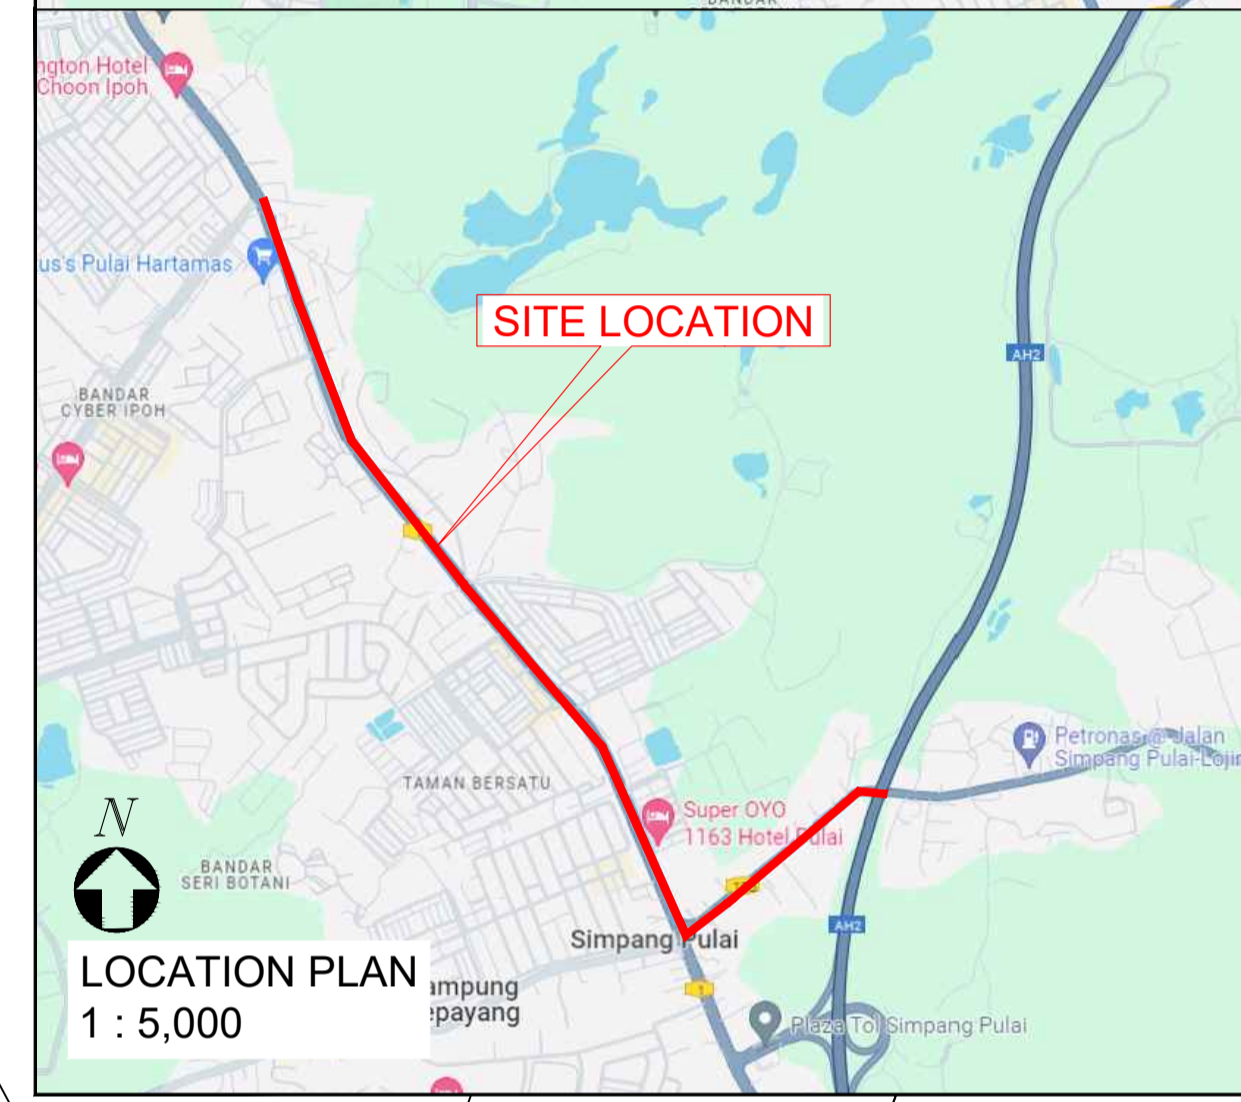 BANDAR
ngton Hotel
Choon Ipoh
us's Pulai Hartamas
SITE LOCATION
AH2
BANDAR
CYBER IPOH
Petronas @ Jalan
Simpang Pulai-Lojin
TAMAN BERSATU
Super OYO
1163 Hotel Pulai
N
BANDAR
SERI BOTANI
AH2
Simpang Pulai
LOCATION PLAN
1 : 5,000
ampung
epayang
1
Plaza Tol Simpang Pulai